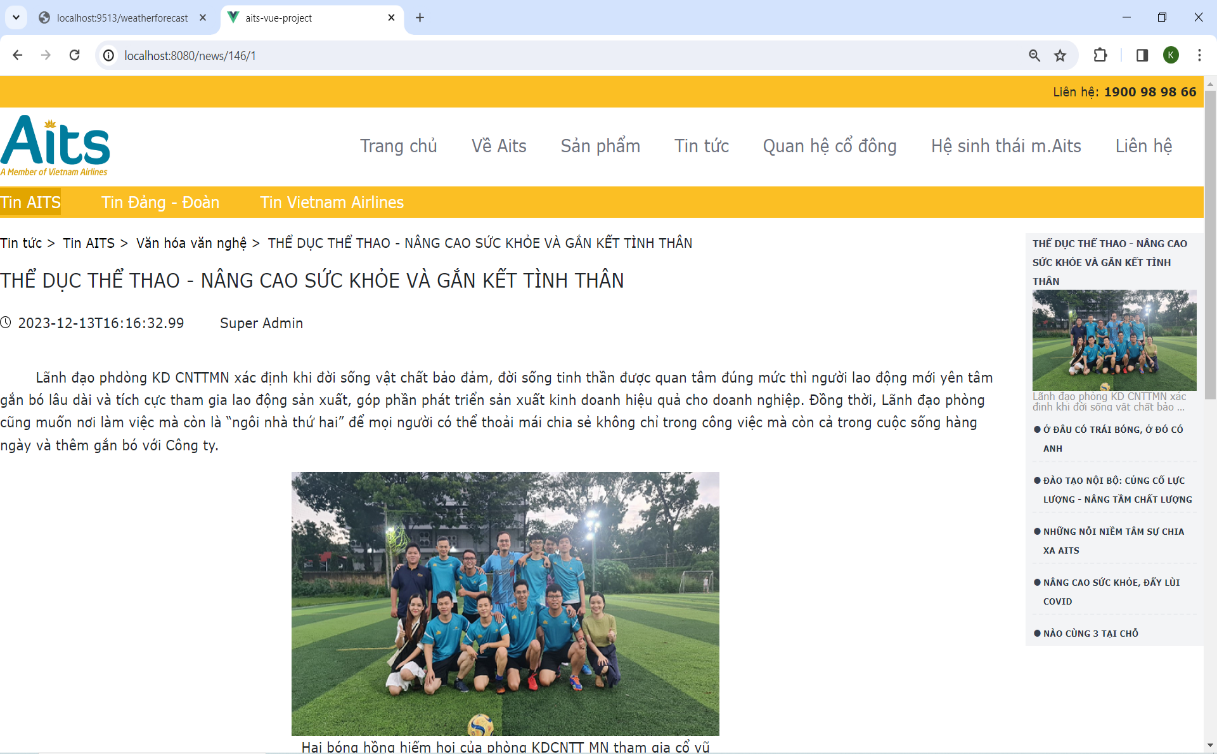 localhost:9513/weatherforecast
aits-vue-project
localhost:8080/news/146/1
K
Liên hệ: 1900 98 98 66
Aits
A Member of Vietnam Airlines
Trang chủ Về Aits Sản phẩm Tin tức Quan hệ cổ đông Hệ sinh thái m.Aits Liên hệ
Tin AITS Tin Đảng - Đoàn Tin Vietnam Airlines
Tin tức > Tin AITS > Văn hóa văn nghệ > THỂ DỤC THỂ THAO - NÂNG CAO SỨC KHỎE VÀ GẮN KẾT TÌNH THÂN
THỂ DỤC THỂ THAO - NÂNG CAO SỨC KHỎE VÀ GẮN KẾT TÌNH THÂN
2023-12-13T16:16:32.99 Super Admin
Lãnh đạo phdòng KD CNTTMN xác định khi đời sống vật chất bảo đảm, đời sống tinh thần được quan tâm đúng mức thì người lao động mới yên tâm
gắn bó lâu dài và tích cực tham gia lao động sản xuất, góp phần phát triển sản xuất kinh doanh hiệu quả cho doanh nghiệp. Đồng thời, Lãnh đạo phòng
cũng muốn nơi làm việc mà còn là “ngôi nhà thứ hai” để mọi người có thể thoải mái chia sẻ không chỉ trong công việc mà còn cả trong cuộc sống hàng
ngày và thêm gắn bó với Công ty.
Hai bóng hồng hiếm hoi của phòng KDCNTT MN tham gia cổ vũ
THỂ DỤC THỂ THAO - NÂNG CAO
SỨC KHỎE VÀ GẮN KẾT TÌNH
THÂN
Lãnh đạo phdòng KD CNTTMN xác
định khi đời sống vật chất bảo ...
Ở ĐÂU CÓ TRÁI BÓNG, Ở ĐÓ CÓ
ANH
ĐÀO TẠO NỘI BỘ: CỦNG CỐ LỰC
LƯỢNG - NÂNG TẦM CHẤT LƯỢNG
NHỮNG NỖI NIỀM TÂM SỰ CHIA
XA AITS
NÂNG CAO SỨC KHỎE, ĐẨY LÙI
COVID
NÀO CÙNG 3 TẠI CHỖ